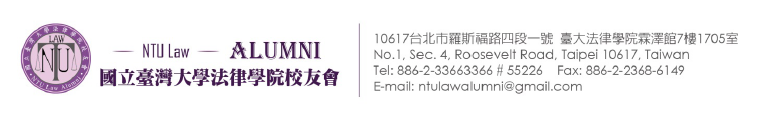 LAW
NTU
NTU Law Alumni
— NTU Law — ALUMNI
國立臺灣大學法律學院校友會
10617台北市羅斯福路四段一號 臺大法律學院霖澤館7樓1705室
No.1, Sec. 4, Roosevelt Road, Taipei 10617, Taiwan
Tel: 886-2-33663366 # 55226 Fax: 886-2-2368-6149
E-mail: ntulawalumni@gmail.com